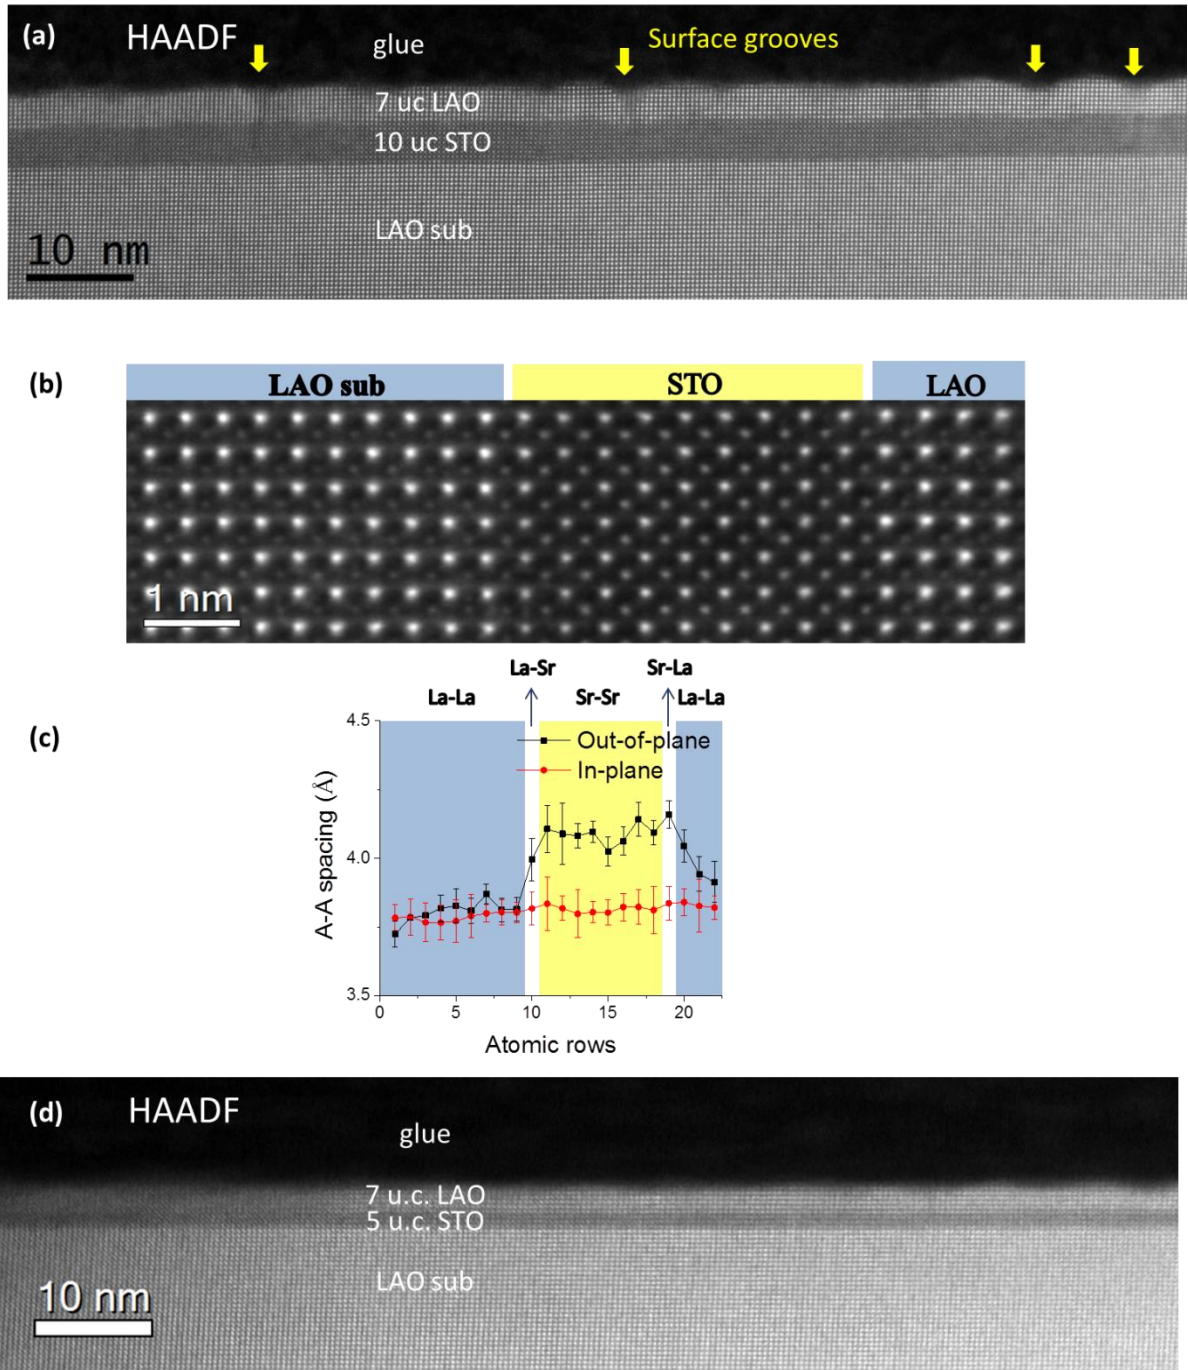 (a)
HAADF
glue
Surface grooves
7 uc LAO
10 uc STO
LAO sub
10 nm
(b)
LAO sub STO LAO
1 nm
(c)
La-Sr Sr-La
La-La Sr-Sr La-La
4.5
Out-of-plane
In-plane
A-A spacing (Å)
4.0
3.5
0 5 10 15 20
Atomic rows
(d)
HAADF
glue
7 u.c. LAO
5 u.c. STO
LAO sub
10 nm